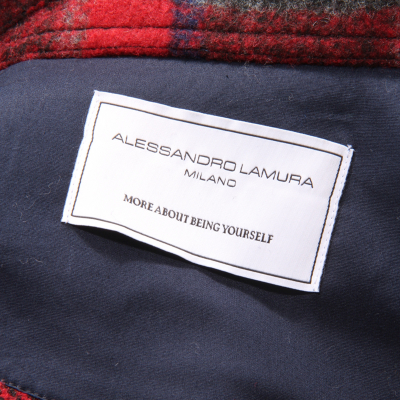 ALESSANDRO LAMURA
MILANO
MORE ABOUT BEING YOURSELF